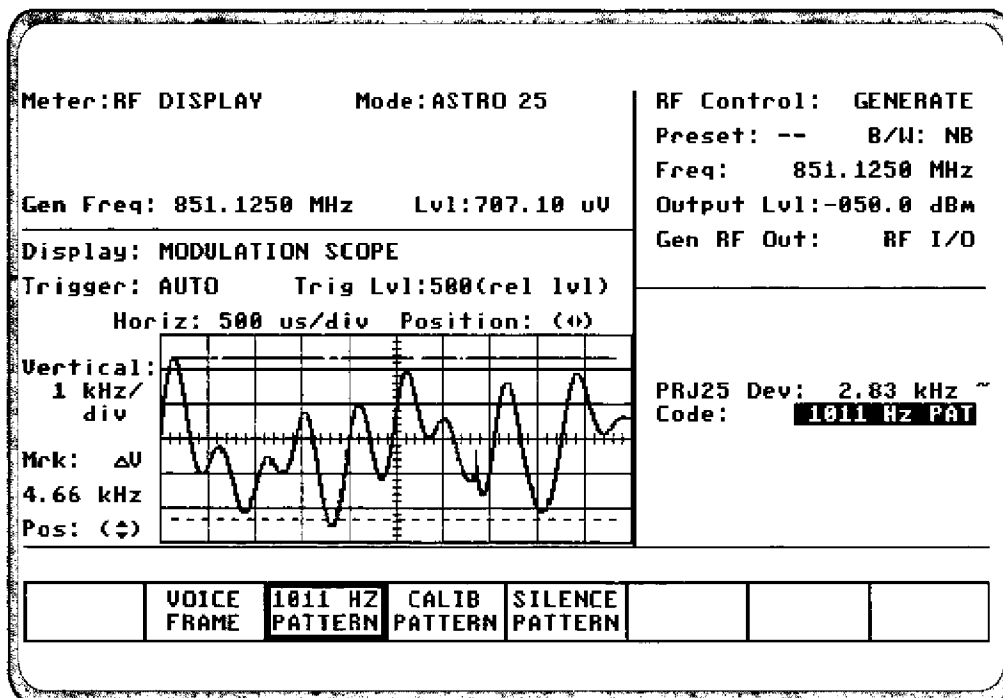 Meter:RF DISPLAY Mode:ASTRO 25
Gen Freq: 851.1250 MHz Lvl:707.10 uV
Display: MODULATION SCOPE
Trigger: AUTO Trig Lvl:500(rel lvl)
Horiz: 500 us/div Position: (↔)
Vertical:
1 kHz/
div
Mrk: ΔV
4.66 kHz
Pos: (↕)
RF Control: GENERATE
Preset: -- B/W: NB
Freq: 851.1250 MHz
Output Lvl:-050.0 dBm
Gen RF Out: RF I/O
PRJ25 Dev: 2.83 kHz ~
Code: 1011 Hz PAT
VOICE
FRAME
1011 HZ
PATTERN
CALIB
PATTERN
SILENCE
PATTERN